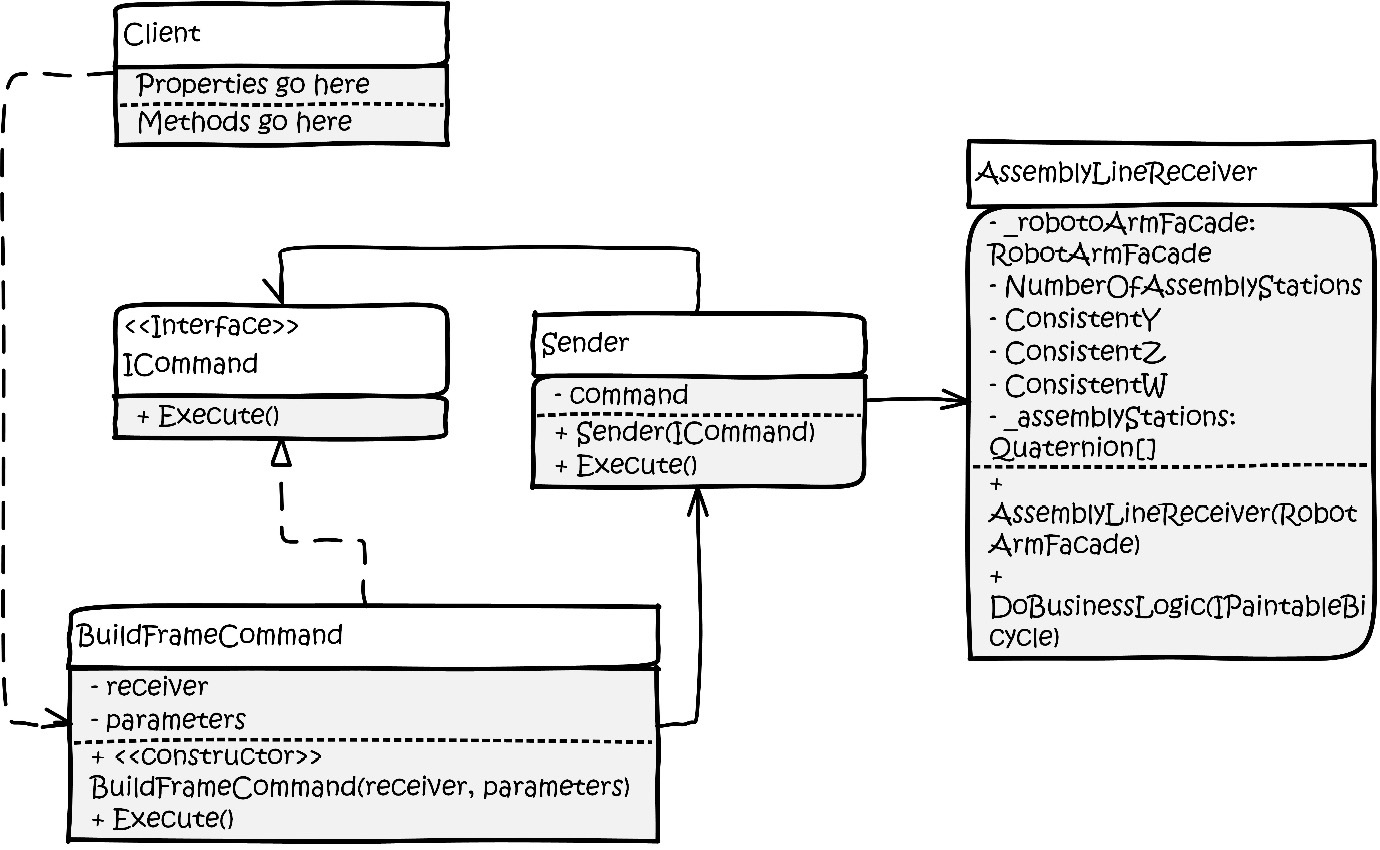 Client
Properties go here
Methods go here
AssemblyLineReceiver
- _robotoArmFacade:
RobotArmFacade
- NumberOfAssemblyStations
- ConsistentY
- ConsistentZ
- ConsistentW
- _assemblyStations:
Quaternion[]
+
AssemblyLineReceiver(Robot
ArmFacade)
+
DoBusinessLogic(IPaintableBi
cycle)
<<Interface>>
ICommand
+ Execute()
Sender
- command
+ Sender(ICommand)
+ Execute()
BuildFrameCommand
- receiver
- parameters
+ <<constructor>>
BuildFrameCommand(receiver, parameters)
+ Execute()